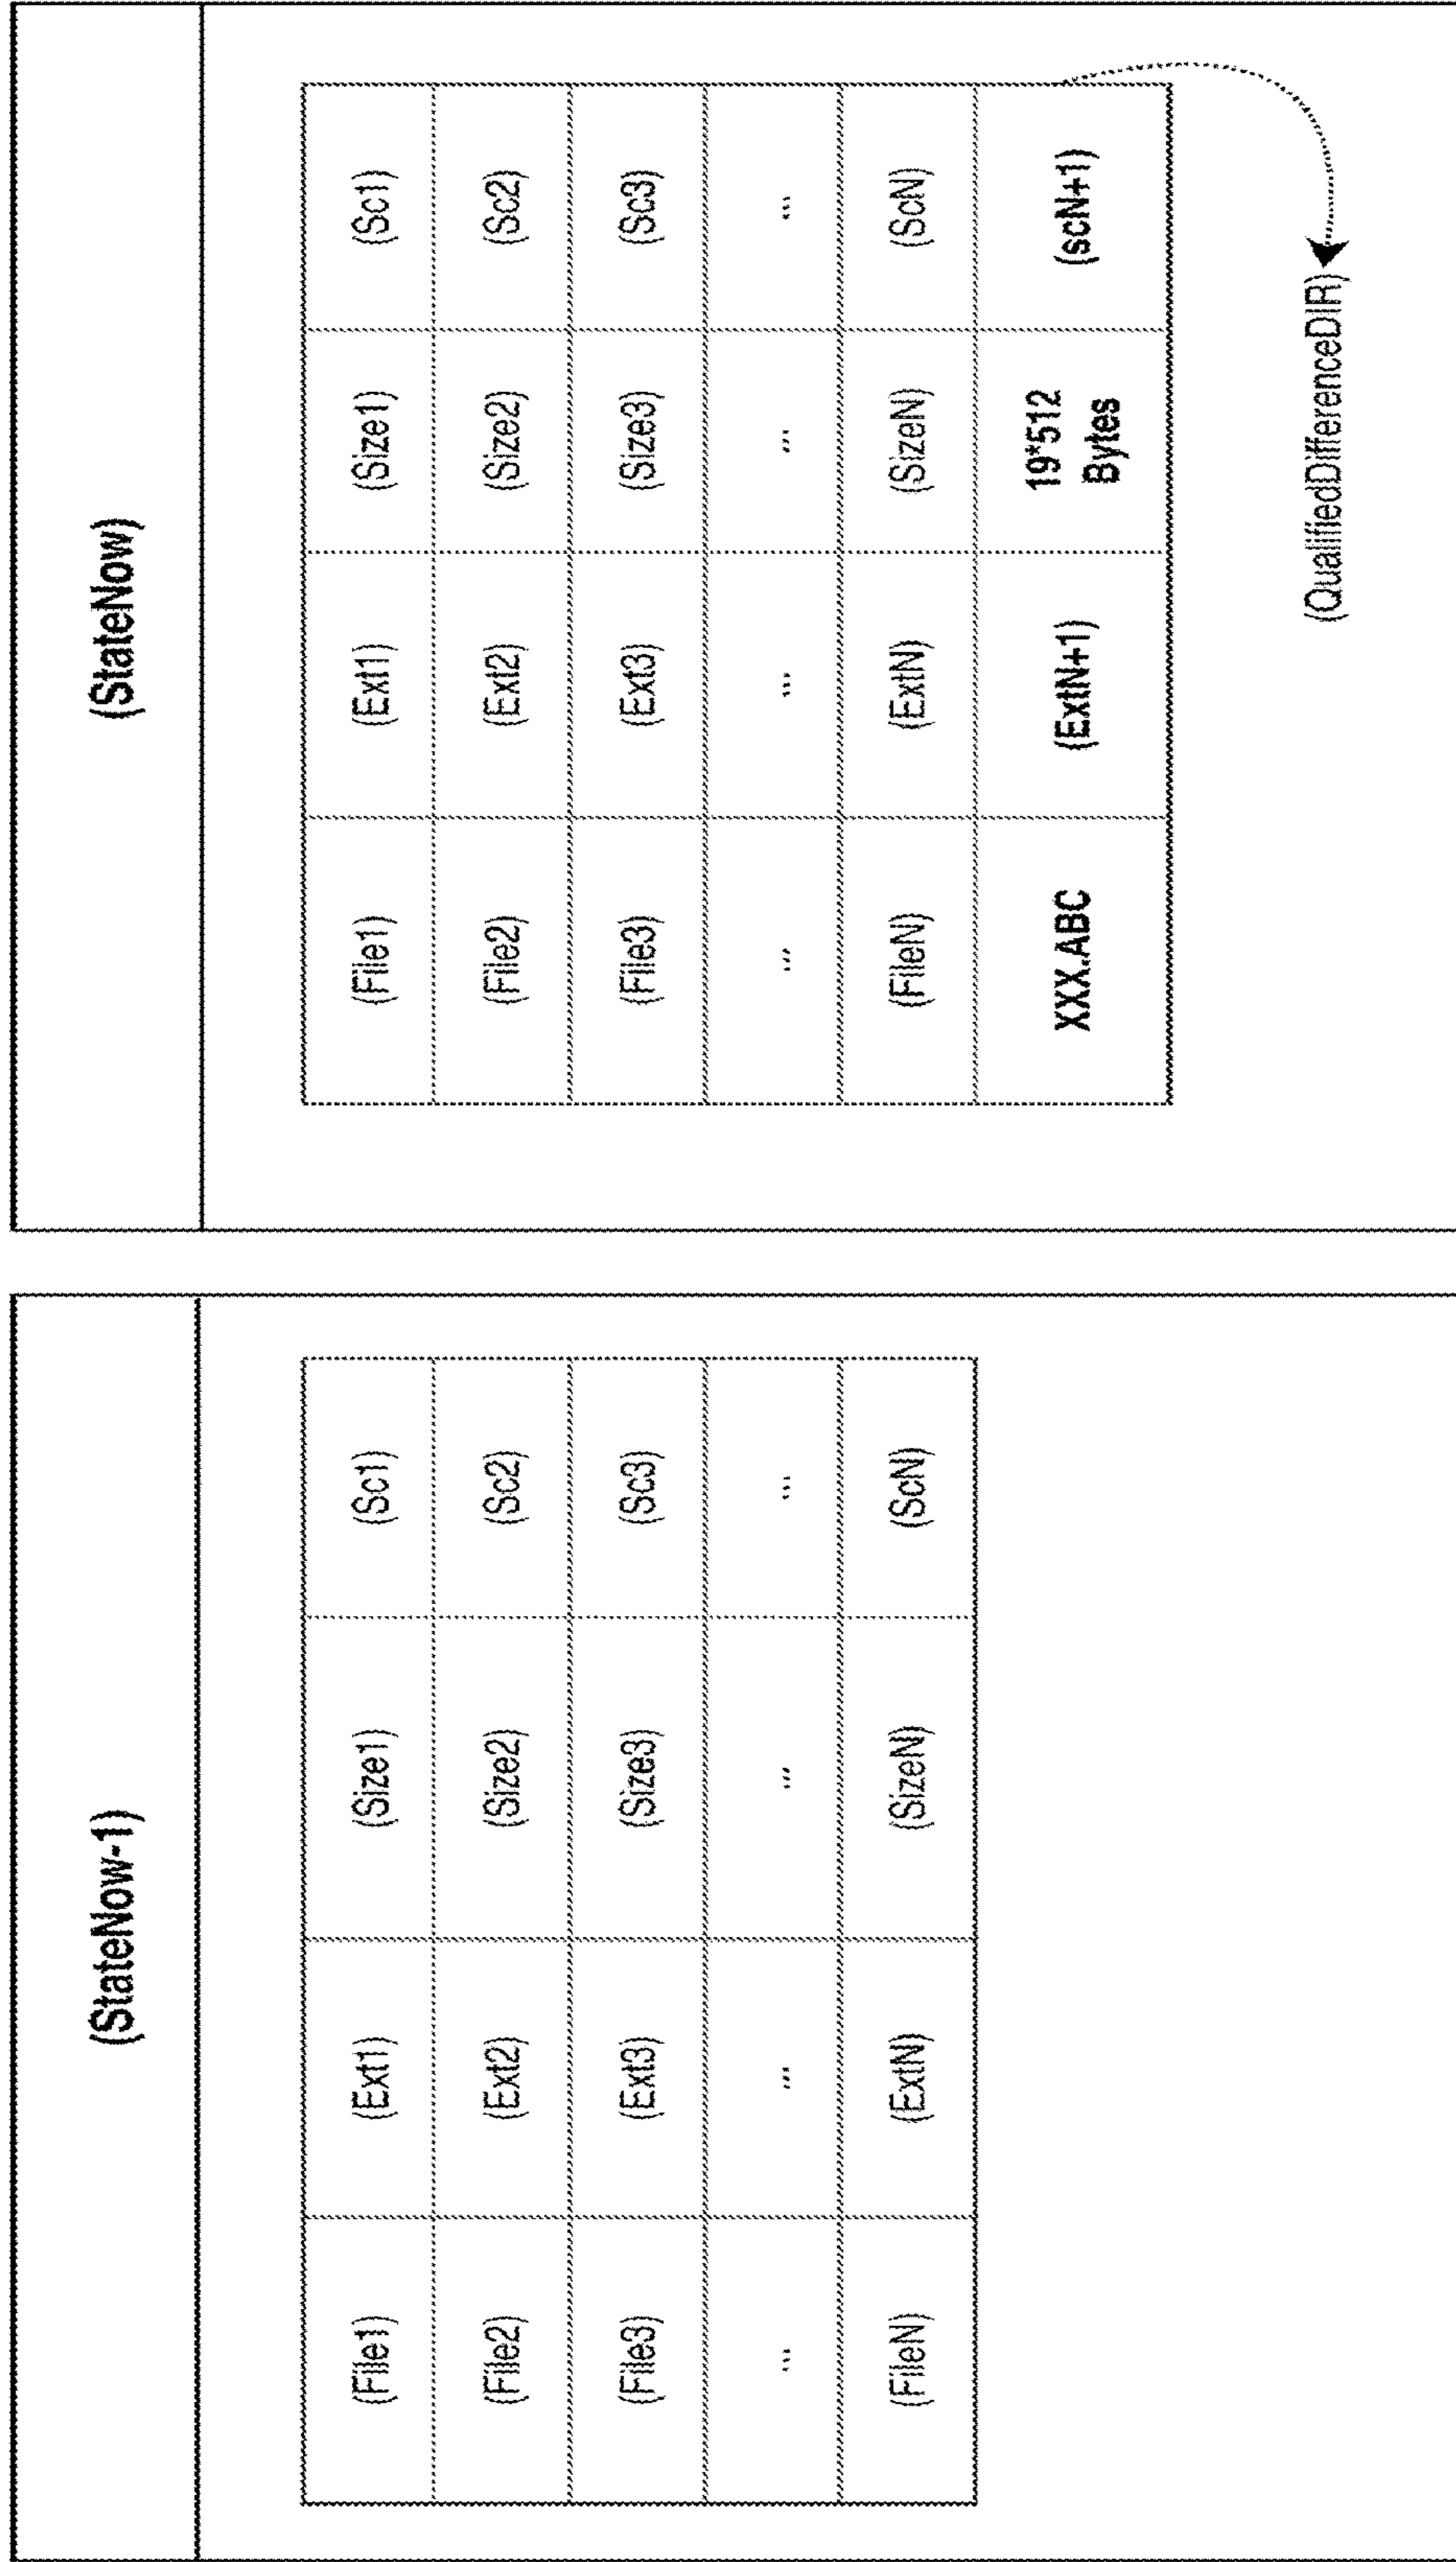 (StateNow-1)
(File1) (Ext1) (Size1) (Sc1)
(File2) (Ext2) (Size2) (Sc2)
(File3) (Ext3) (Size3) (Sc3)
... ... ... ...
(FileN) (ExtN) (SizeN) (ScN)
(StateNow)
(File1) (Ext1) (Size1) (Sc1)
(File2) (Ext2) (Size2) (Sc2)
(File3) (Ext3) (Size3) (Sc3)
... ... ... ...
(FileN) (ExtN) (SizeN) (ScN)
XXX.ABC (ExtN+1) 19*512 Bytes (scN+1)
(QualifiedDifferenceDIR)